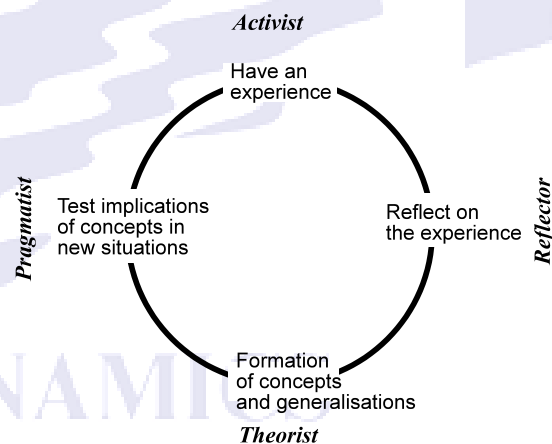 Activist
Have an
experience
Pragmatist
Test implications
of concepts in
new situations
Reflect on
the experience
Reflector
Formation
of concepts
and generalisations
Theorist